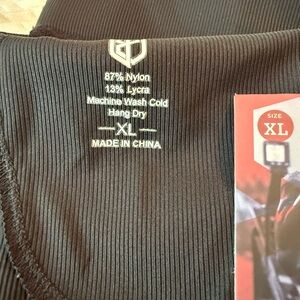 87% Nylon
13% Lycra
Machine Wash Cold
Hang Dry
XL
MADE IN CHINA
SIZE
XL